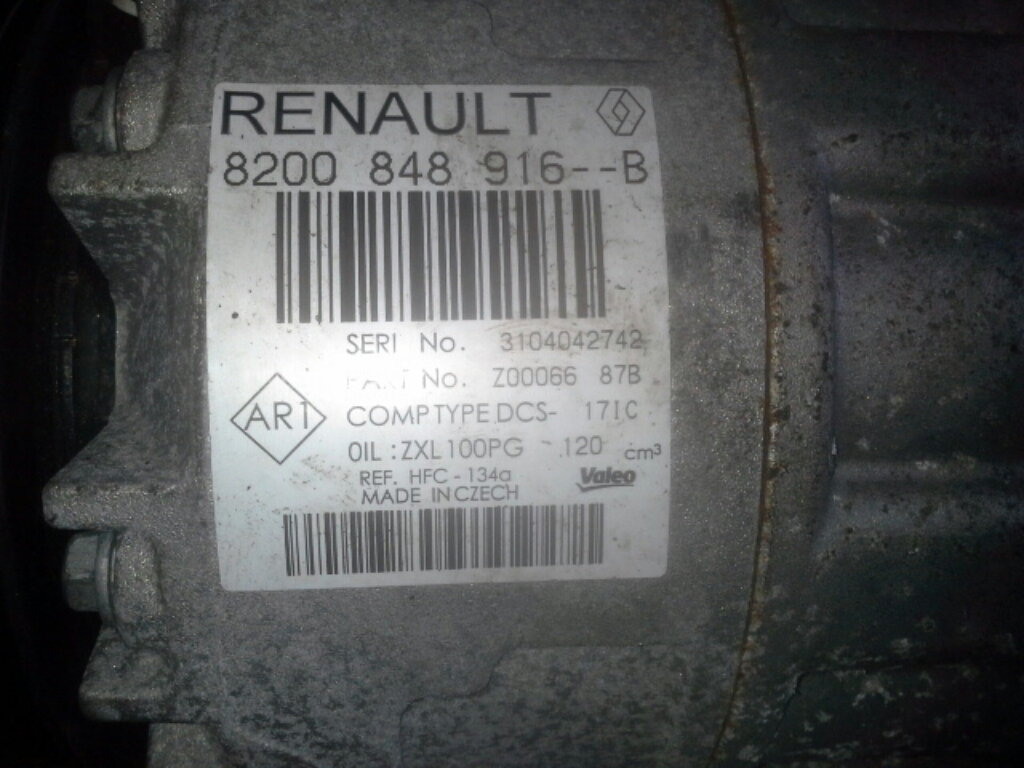 RENAULT
8200 848 916--B
SERI No. 3104042742
PART No. Z00066 87B
AR1 COMP TYPE DCS- 17IC
OIL : ZXL100PG 120 cm³
REF. HFC - 134a
MADE IN CZECH
Valeo